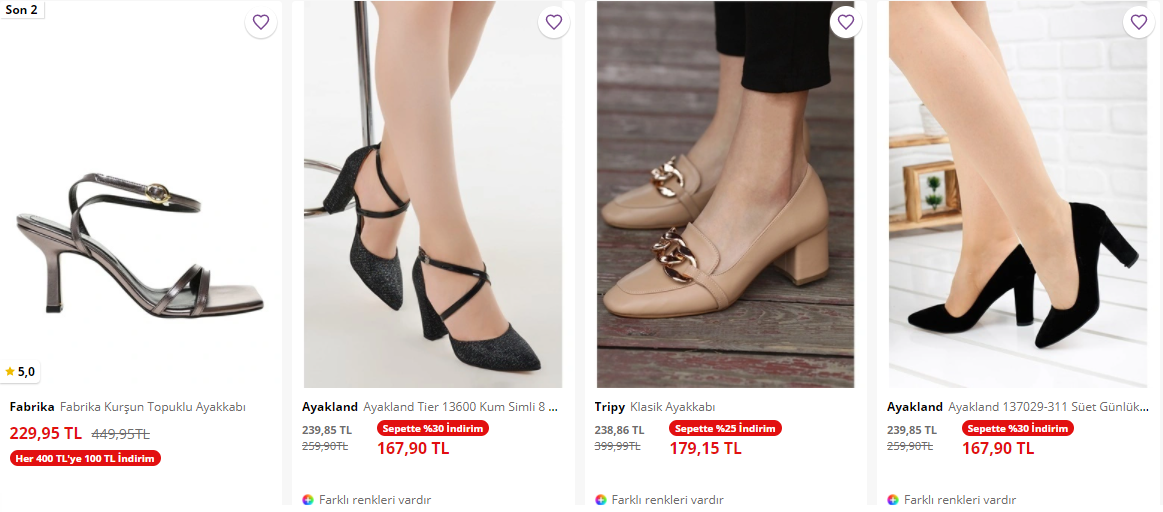 Son 2
5,0
Fabrika Fabrika Kurşun Topuklu Ayakkabı
229,95 TL 449,95TL
Her 400 TL'ye 100 TL İndirim
Ayakland Ayakland Tier 13600 Kum Simli 8 ...
239,85 TL
259,90TL
Sepette %30 İndirim
167,90 TL
Farklı renkleri vardır
Tripy Klasik Ayakkabı
238,86 TL
399,99TL
Sepette %25 İndirim
179,15 TL
Farklı renkleri vardır
Ayakland Ayakland 137029-311 Süet Günlük...
239,85 TL
259,90TL
Sepette %30 İndirim
167,90 TL
Farklı renkleri vardır